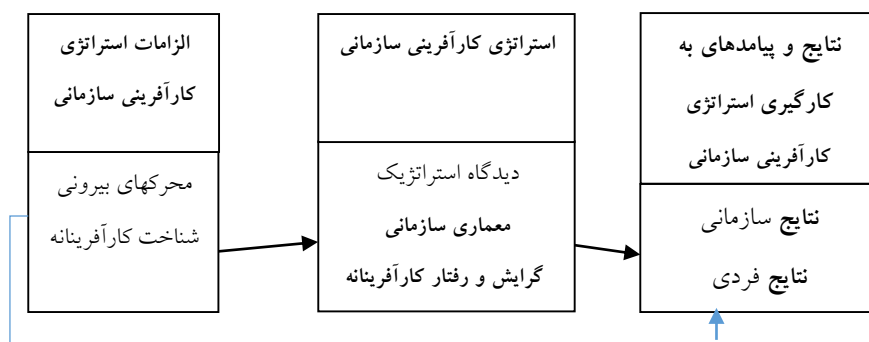 الزامات استراتژی
کارآفرینی سازمانی
محرکهای بیرونی
شناخت کارآفرینانه
استراتژی کارآفرینی سازمانی
دیدگاه استراتژیک
معماری سازمانی
گرایش و رفتار کارآفرینانه
نتایج و پیامدهای به
کارگیری استراتژی
کارآفرینی سازمانی
نتایج سازمانی
نتایج فردی